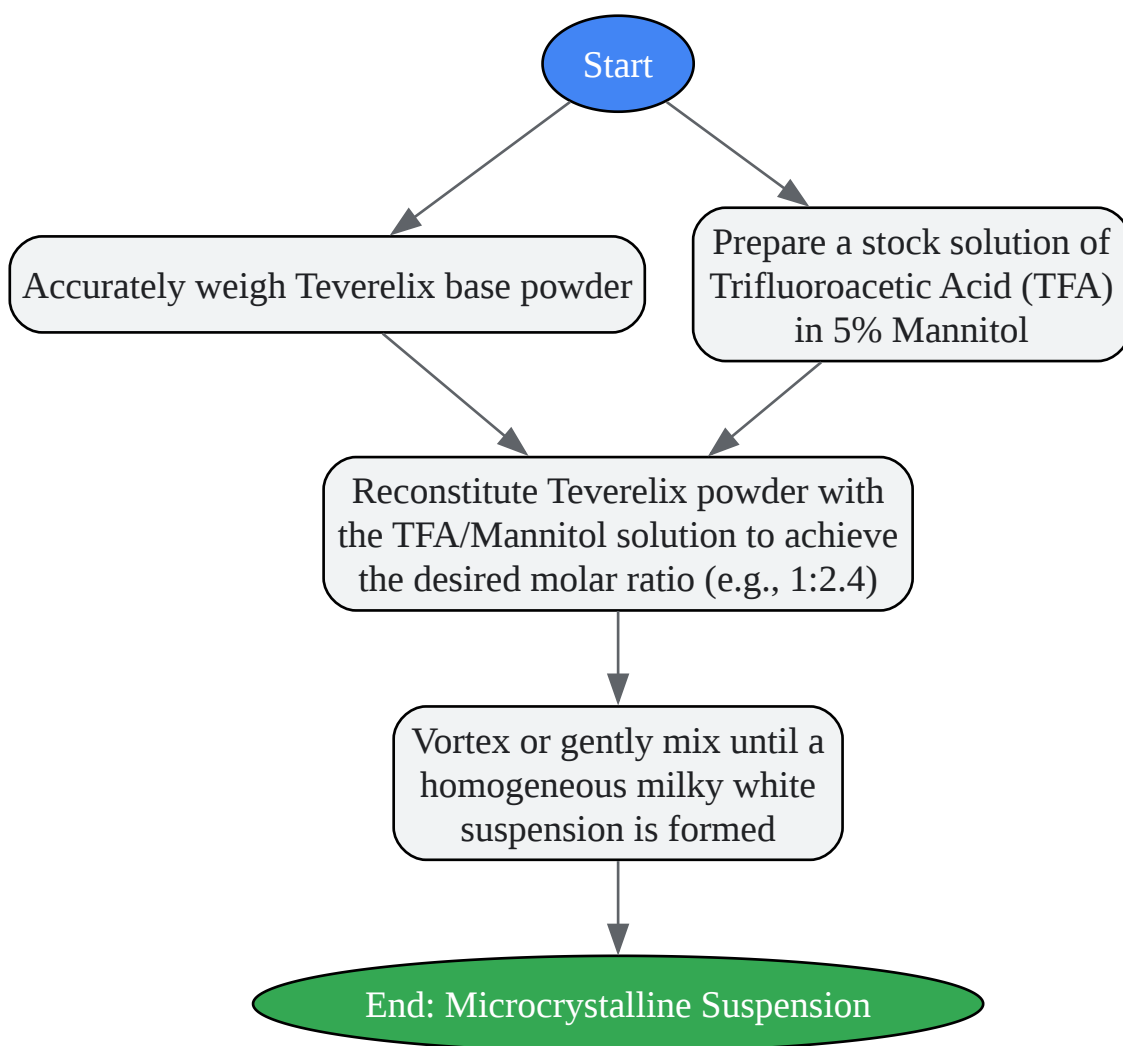 Start
Accurately weigh Teverelix base powder
Prepare a stock solution of
Trifluoroacetic Acid (TFA)
in 5% Mannitol
Reconstitute Teverelix powder with
the TFA/Mannitol solution to achieve
the desired molar ratio (e.g., 1:2.4)
Vortex or gently mix until a
homogeneous milky white
suspension is formed
End: Microcrystalline Suspension